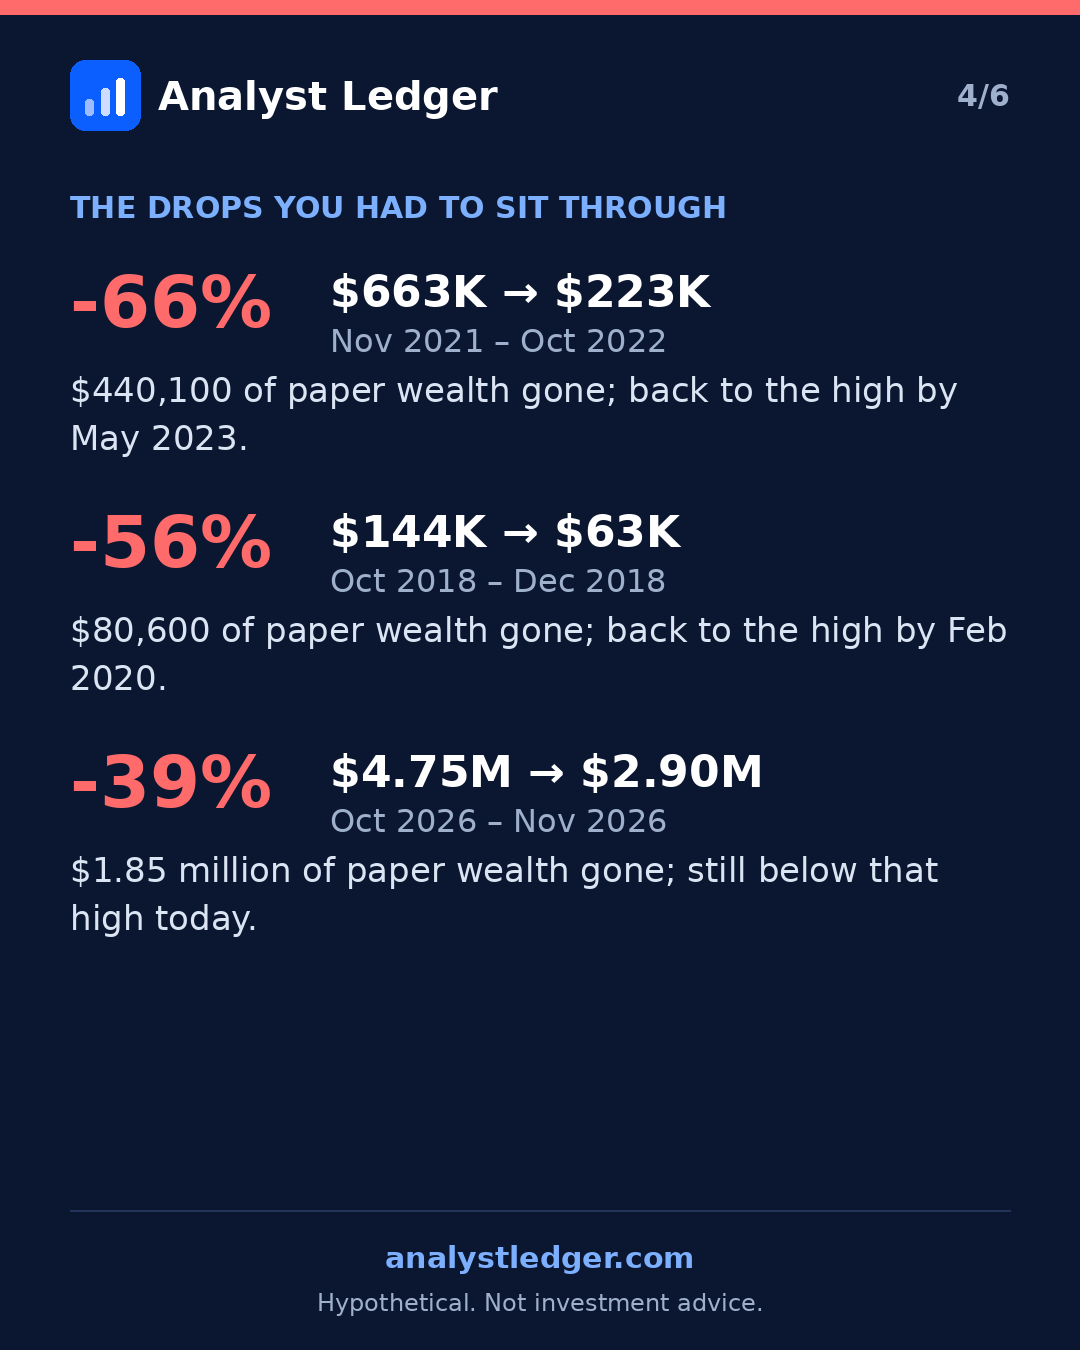 Analyst Ledger
4/6
THE DROPS YOU HAD TO SIT THROUGH
-66%
$663K → $223K
Nov 2021 – Oct 2022
$440,100 of paper wealth gone; back to the high by
May 2023.
-56%
$144K → $63K
Oct 2018 – Dec 2018
$80,600 of paper wealth gone; back to the high by Feb
2020.
-39%
$4.75M → $2.90M
Oct 2026 – Nov 2026
$1.85 million of paper wealth gone; still below that
high today.
analystledger.com
Hypothetical. Not investment advice.